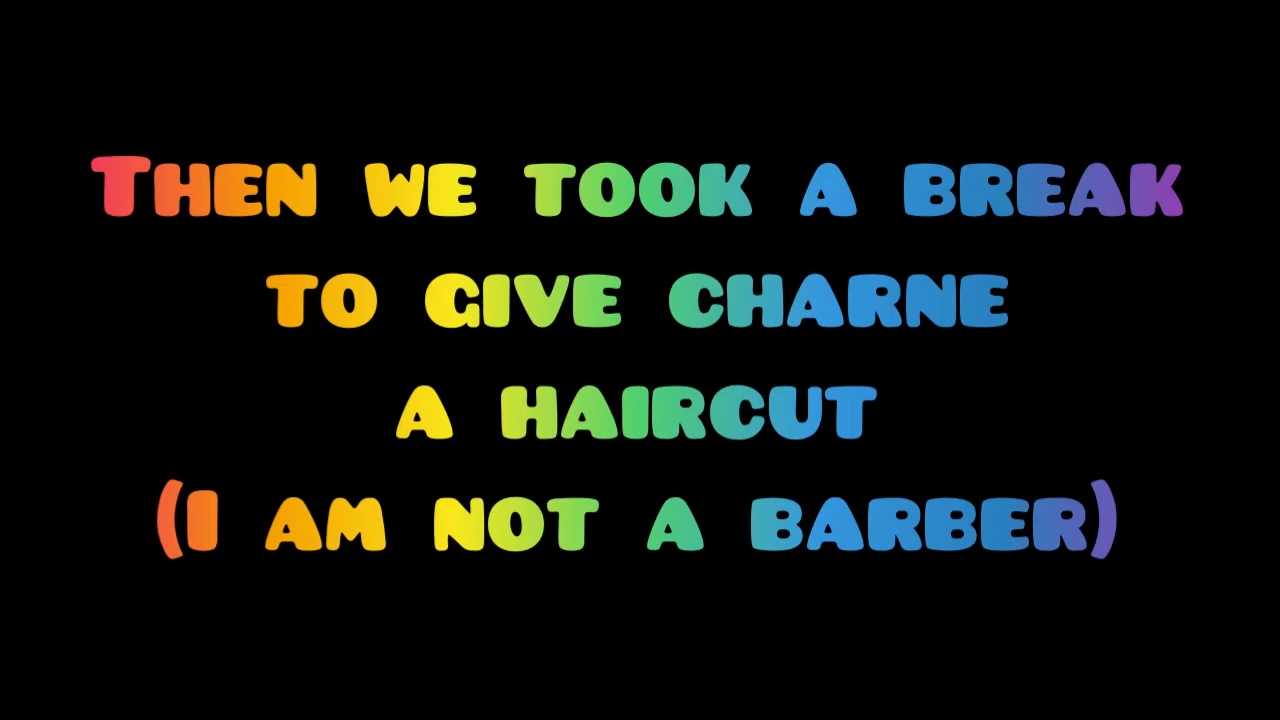 Then we took a break
to give Charne
a haircut
(I am not a barber)